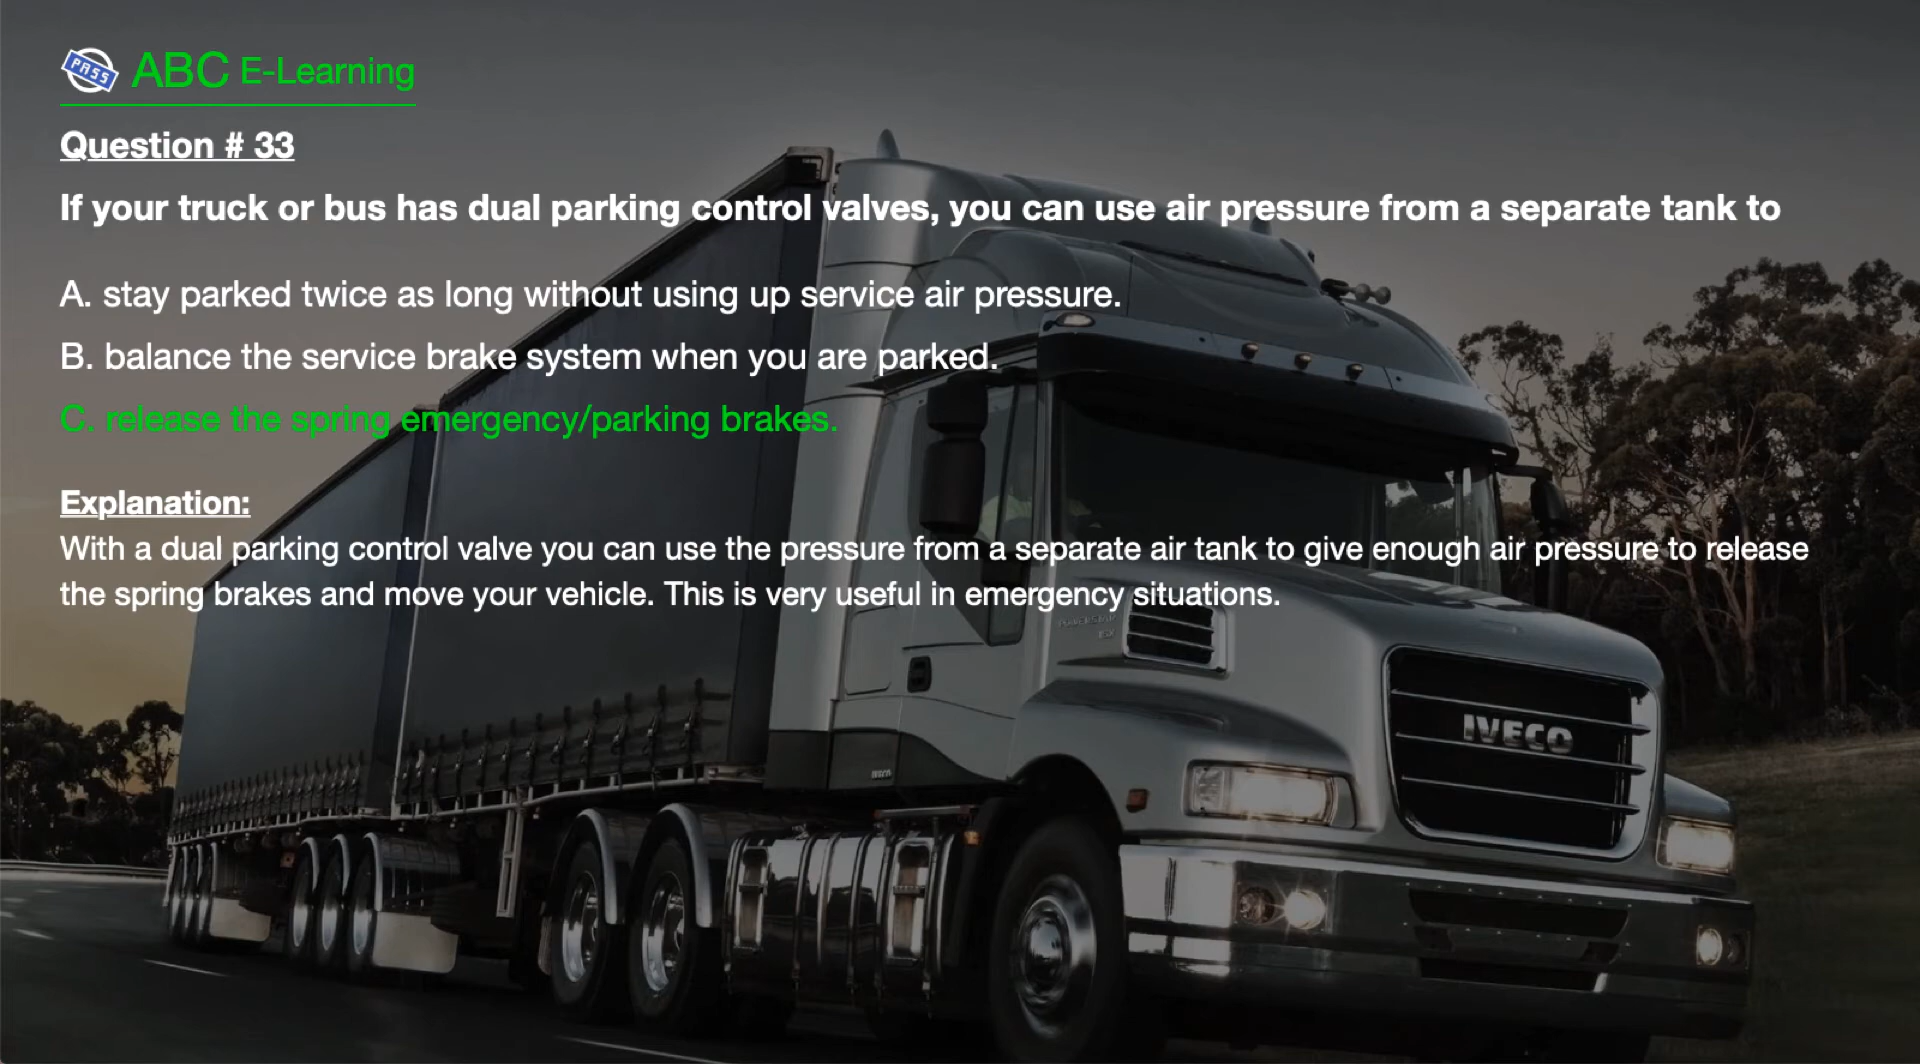 PASS ABC E-Learning
Question # 33
If your truck or bus has dual parking control valves, you can use air pressure from a separate tank to
A. stay parked twice as long without using up service air pressure.
B. balance the service brake system when you are parked.
C. release the spring emergency/parking brakes.
Explanation:
With a dual parking control valve you can use the pressure from a separate air tank to give enough air pressure to release
the spring brakes and move your vehicle. This is very useful in emergency situations.
POWERSTAR
IVECO
IVECO